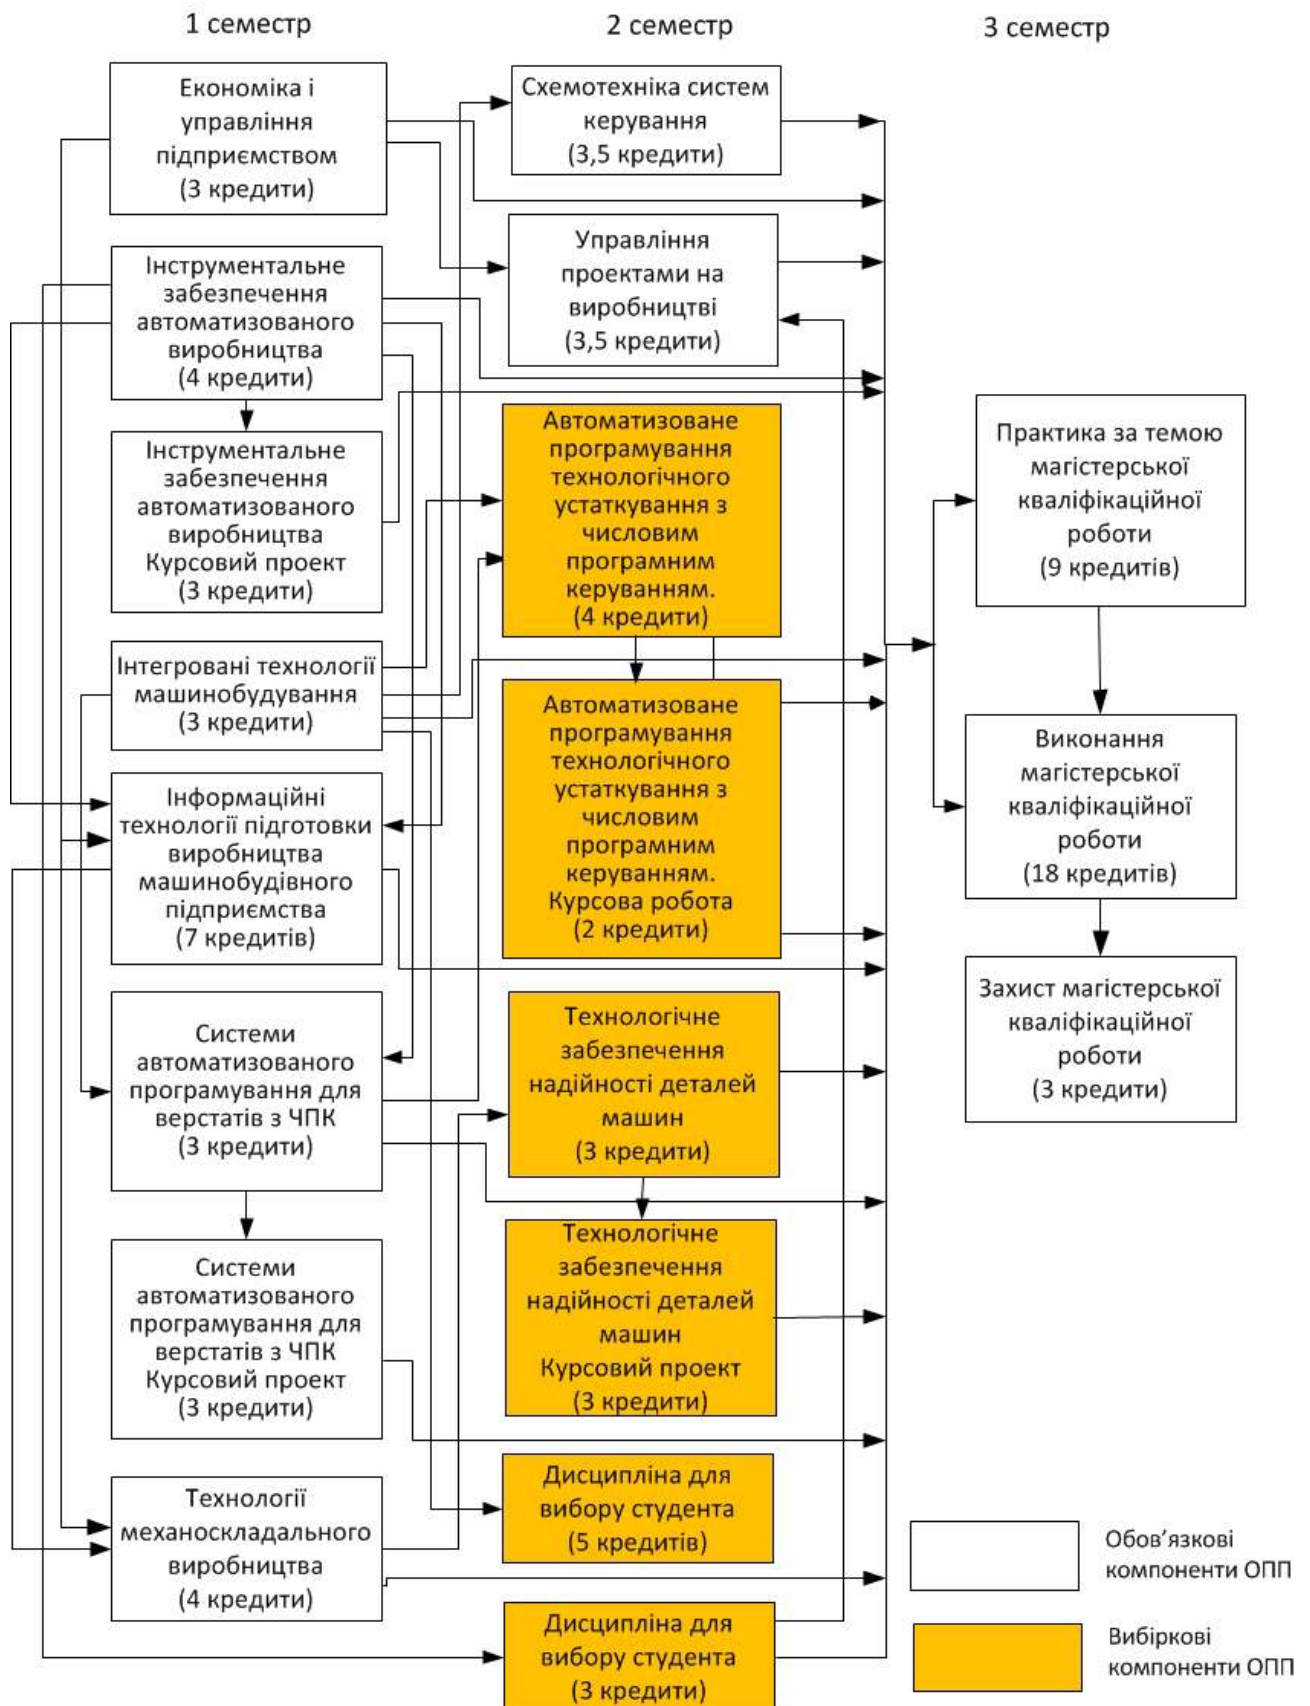 1 семестр
2 семестр
3 семестр
Економіка і
управління
підприємством
(3 кредити)
Інструментальне
забезпечення
автоматизованого
виробництва
(4 кредити)
Інструментальне
забезпечення
автоматизованого
виробництва
Курсовий проект
(3 кредити)
Інтегровані технології
машинобудування
(3 кредити)
Інформаційні
технології підготовки
виробництва
машинобудівного
підприємства
(7 кредитів)
Системи
автоматизованого
програмування для
верстатів з ЧПК
(3 кредити)
Системи
автоматизованого
програмування для
верстатів з ЧПК
Курсовий проект
(3 кредити)
Технології
механоскладального
виробництва
(4 кредити)
Схемотехніка систем
керування
(3,5 кредити)
Управління
проектами на
виробництві
(3,5 кредити)
Автоматизоване
програмування
технологічного
устаткування з
числовим
програмним
керуванням.
(4 кредити)
Автоматизоване
програмування
технологічного
устаткування з
числовим
програмним
керуванням.
Курсова робота
(2 кредити)
Технологічне
забезпечення
надійності деталей
машин
(3 кредити)
Технологічне
забезпечення
надійності деталей
машин
Курсовий проект
(3 кредити)
Дисципліна для
вибору студента
(5 кредитів)
Дисципліна для
вибору студента
(3 кредити)
Практика за темою
магістерської
кваліфікаційної
роботи
(9 кредитів)
Виконання
магістерської
кваліфікаційної
роботи
(18 кредитів)
Захист магістерської
кваліфікаційної
роботи
(3 кредити)
Обов’язкові
компоненти ОПП
Вибіркові
компоненти ОПП